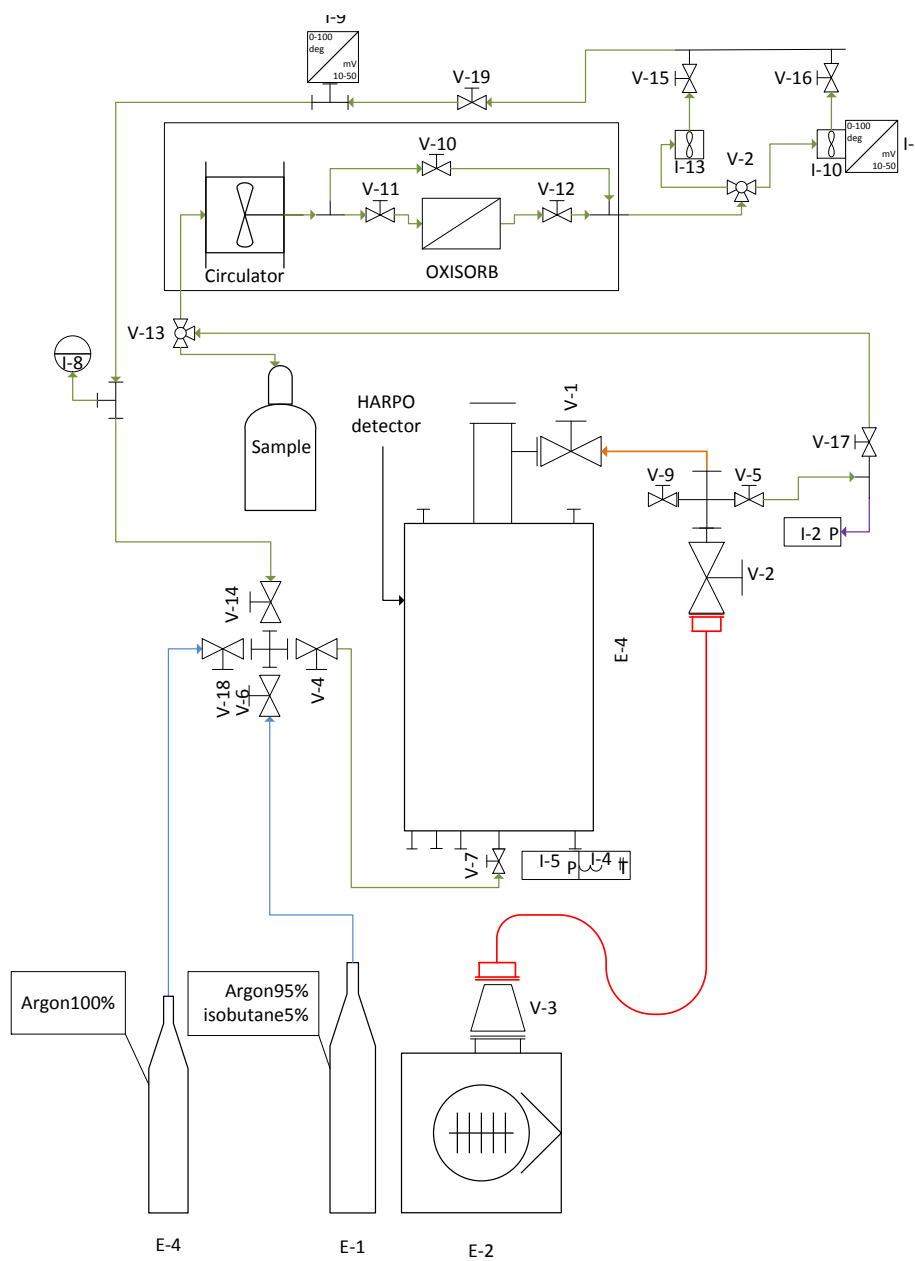 I-9
0-100
deg
mV
10-50
V-19
V-15
V-16
V-10
V-11
V-12
I-13
V-2
I-10
0-100
deg
mV
10-50
I-
Circulator
OXISORB
V-13
I-8
Sample
HARPO
detector
V-1
V-17
V-9
V-5
I-2 P
V-2
V-14
E-4
V-18
V-6
V-4
V-7
I-5 P
I-4 T
Argon100%
Argon95%
isobutane5%
V-3
E-4
E-1
E-2